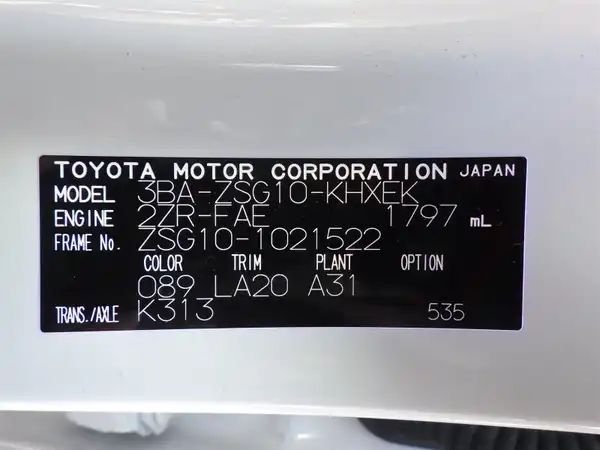 TOYOTA MOTOR CORPORATION JAPAN
MODEL 3BA-ZSG10-KHXEK
ENGINE 2ZR-FAE 1797 mL
FRAME No. ZSG10-1021522
COLOR TRIM PLANT OPTION
089 LA20 A31
TRANS./AXLE K313 535